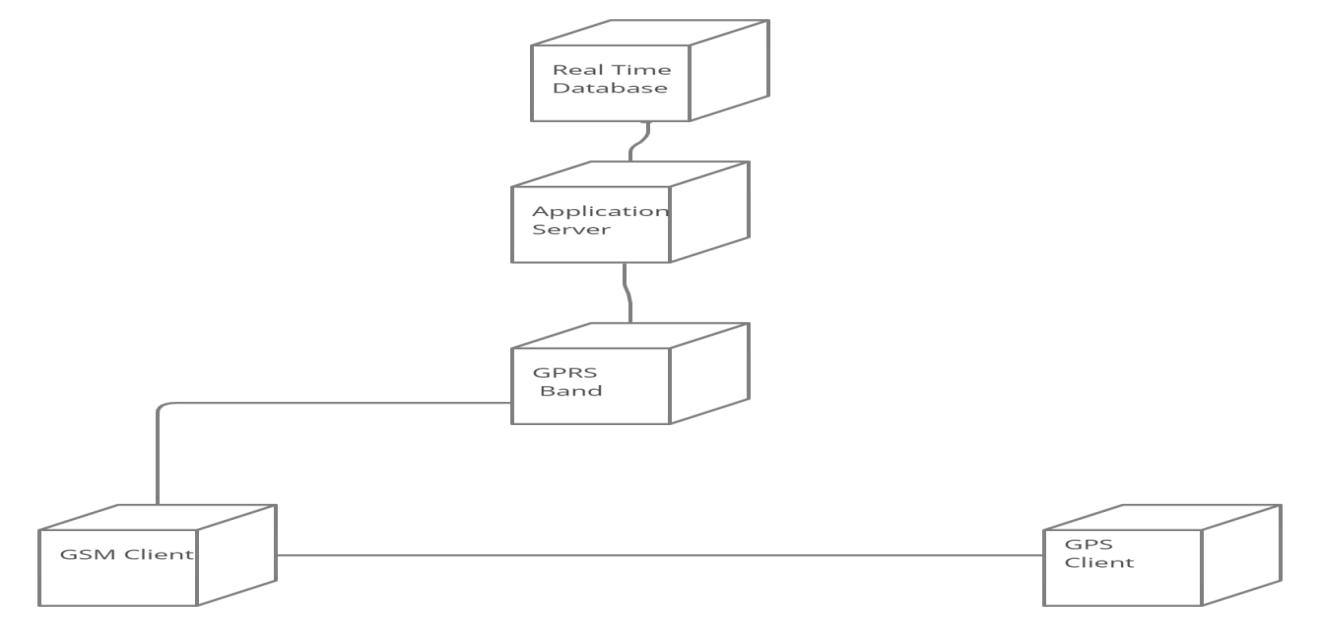 Real Time
Database
Application
Server
GPRS
Band
GSM Client
GPS
Client